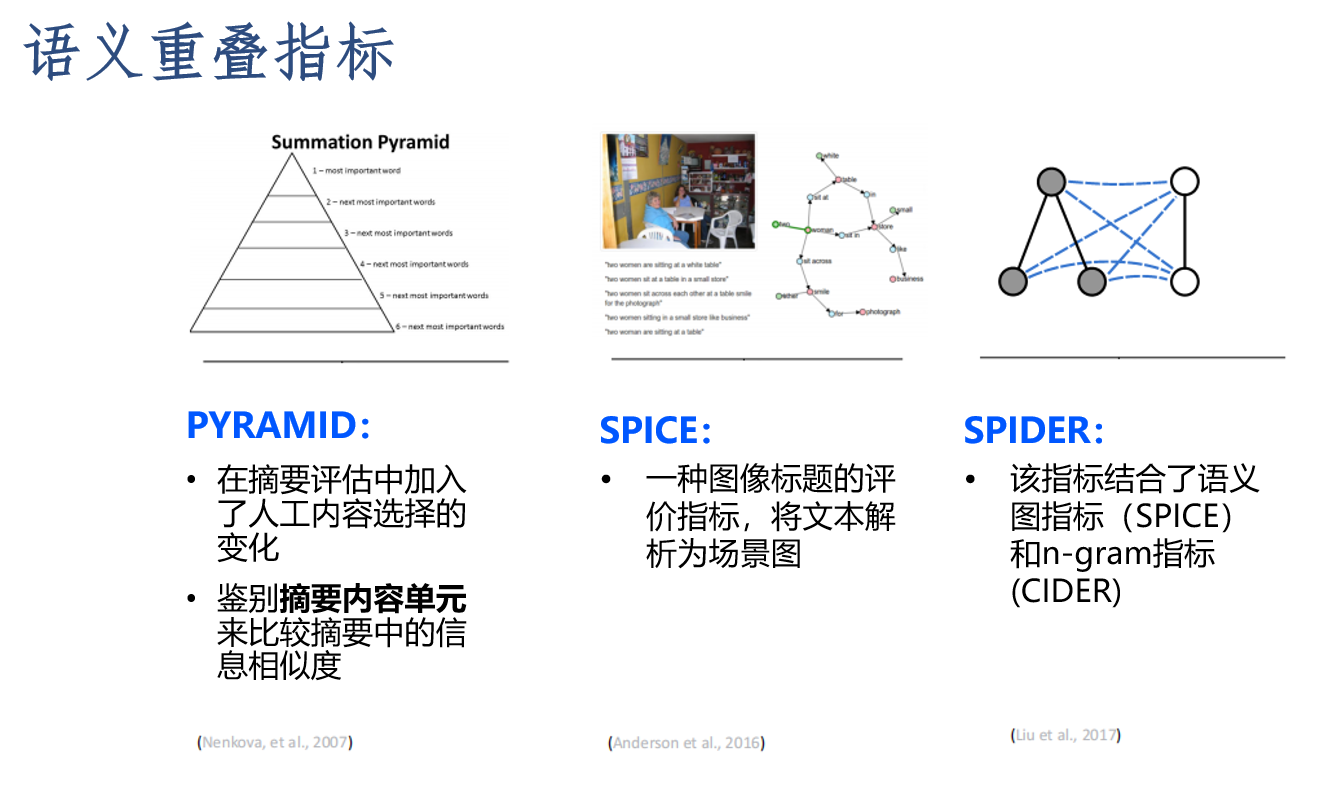 语义重叠指标
Summation Pyramid
1 – most important word
2 – next most important words
3 – next most important words
4 – next most important words
5 – next most important words
6 – next most important words
"two women are sitting at a white table"
"two women sit at a table in a small store"
"two women sit across each other at a table smile
for the photograph"
"two women sitting in a small store like business"
"two woman are sitting at a table"
white
table
sit at
in
small
two
woman
sit in
store
like
sit across
business
smile
other
for
photograph
PYRAMID：
• 在摘要评估中加入
了人工内容选择的
变化
• 鉴别摘要内容单元
来比较摘要中的信
息相似度
(Nenkova, et al., 2007)
SPICE：
• 一种图像标题的评
价指标，将文本解
析为场景图
(Anderson et al., 2016)
SPIDER：
• 该指标结合了语义
图指标（SPICE）
和n-gram指标
(CIDER)
(Liu et al., 2017)